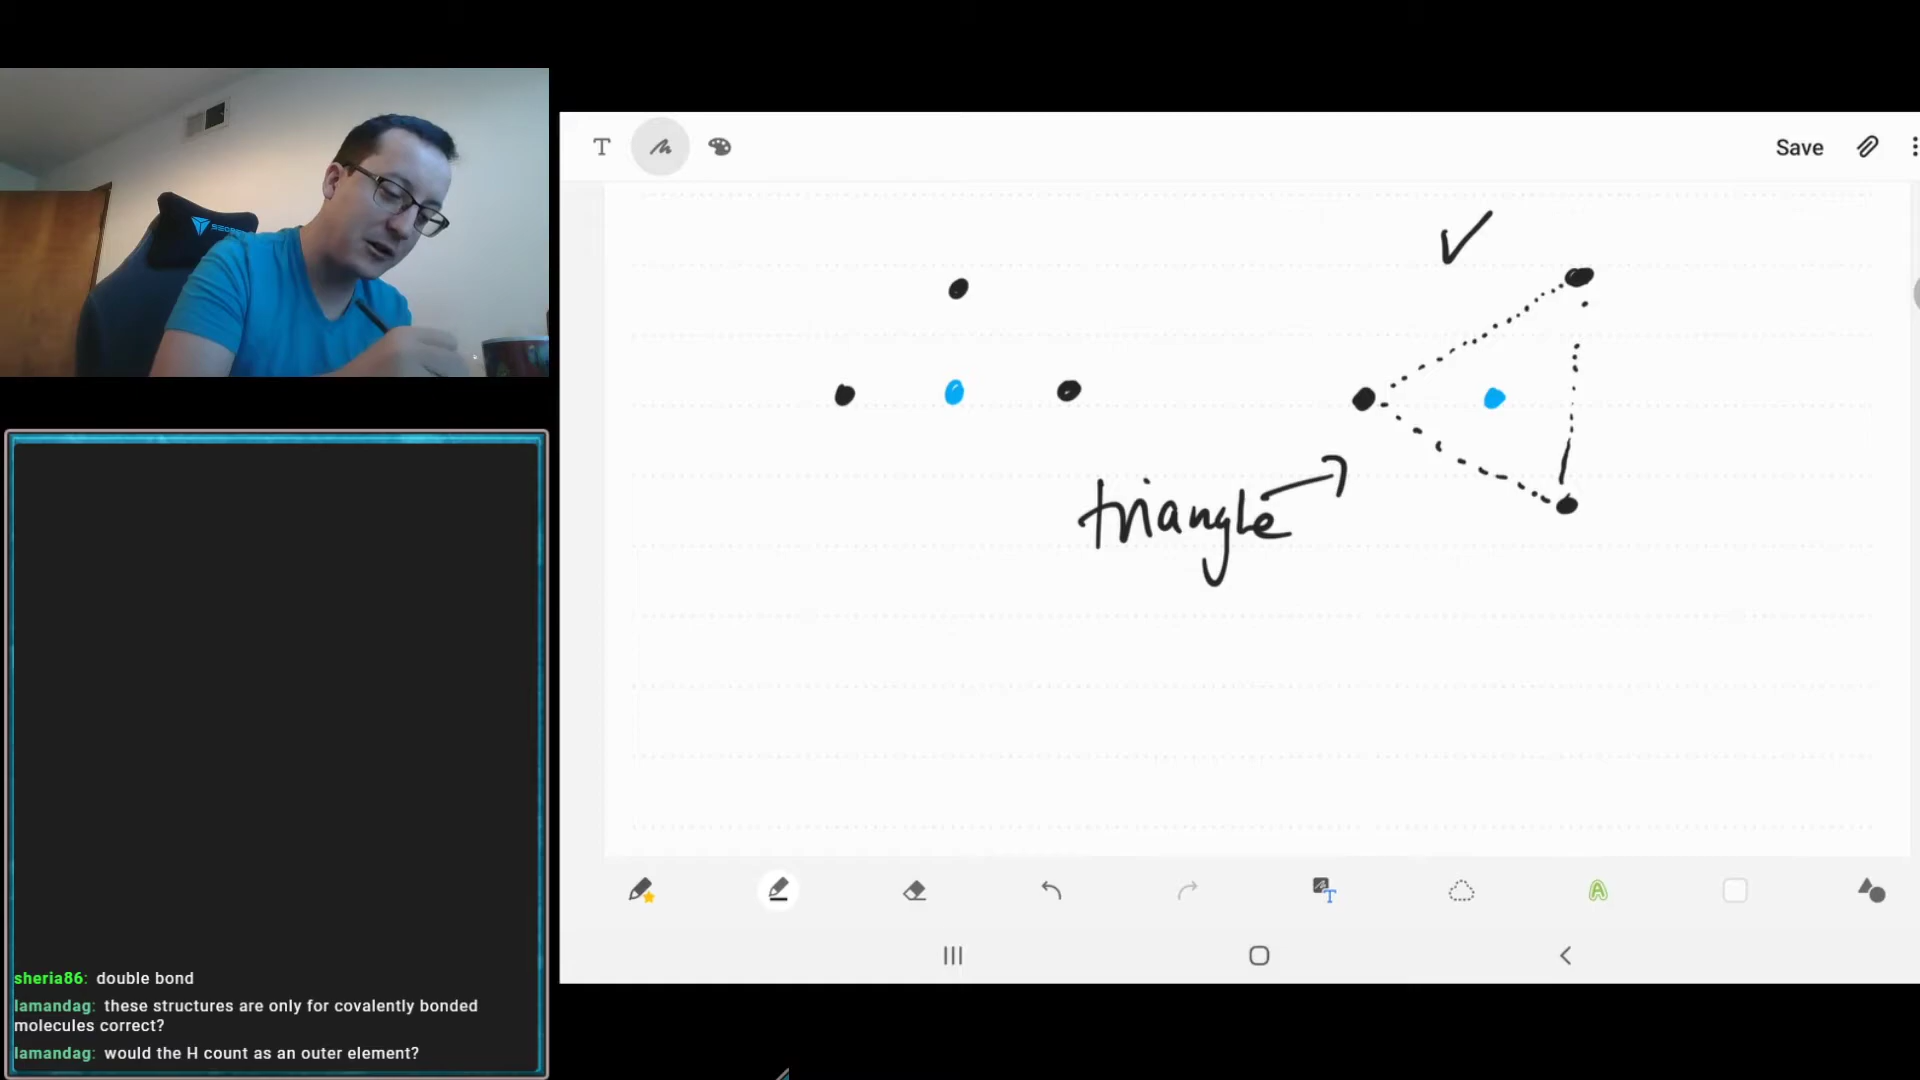 T
Save
SECRE
triangle
T
A
sheria86: double bond
lamandag: these structures are only for covalently bonded
molecules correct?
lamandag: would the H count as an outer element?